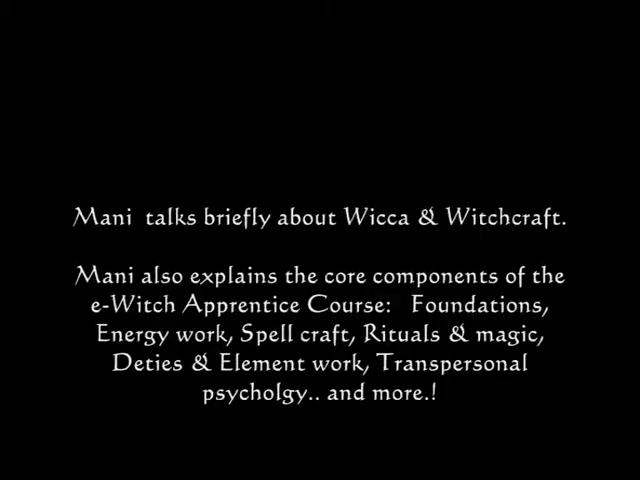 Mani talks briefly about Wicca & Witchcraft.
Mani also explains the core components of the
e-Witch Apprentice Course: Foundations,
Energy work, Spell craft, Rituals & magic,
Deties & Element work, Transpersonal
psycholgy.. and more.!